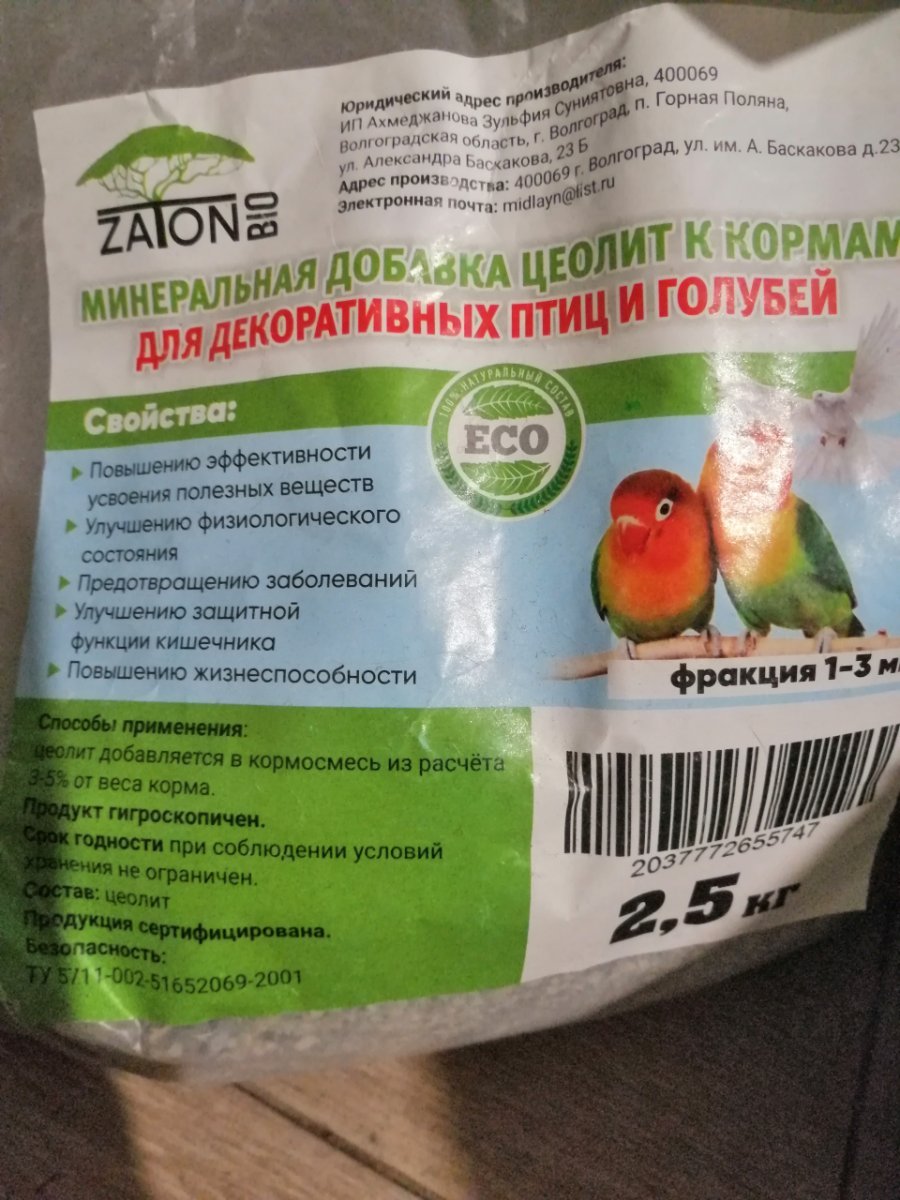 Юридический адрес производителя:
ИП Ахмеджанова Зульфия Суниятовна, 400069
Волгоградская область, г. Волгоград, п. Горная Поляна,
ул. Александра Баскакова, 23 Б
Адрес производства: 400069 г. Волгоград, ул. им. А. Баскакова д.23
Электронная почта: midlayn@list.ru
ZATON BIO
МИНЕРАЛЬНАЯ ДОБАВКА ЦЕОЛИТ К КОРМАМ
ДЛЯ ДЕКОРАТИВНЫХ ПТИЦ И ГОЛУБЕЙ
Свойства:
100% НАТУРАЛЬНЫЙ СОСТАВ
ECO
Повышению эффективности
усвоения полезных веществ
Улучшению физиологического
состояния
Предотвращению заболеваний
Улучшению защитной
функции кишечника
Повышению жизнеспособности
фракция 1-3 м
Способы применения:
цеолит добавляется в кормосмесь из расчёта
3-5% от веса корма.
Продукт гигроскопичен.
Срок годности при соблюдении условий
хранения не ограничен.
Состав: цеолит
Продукция сертифицирована.
Безопасность:
ТУ 5711-002-51652069-2001
2037772655747
2,5 кг